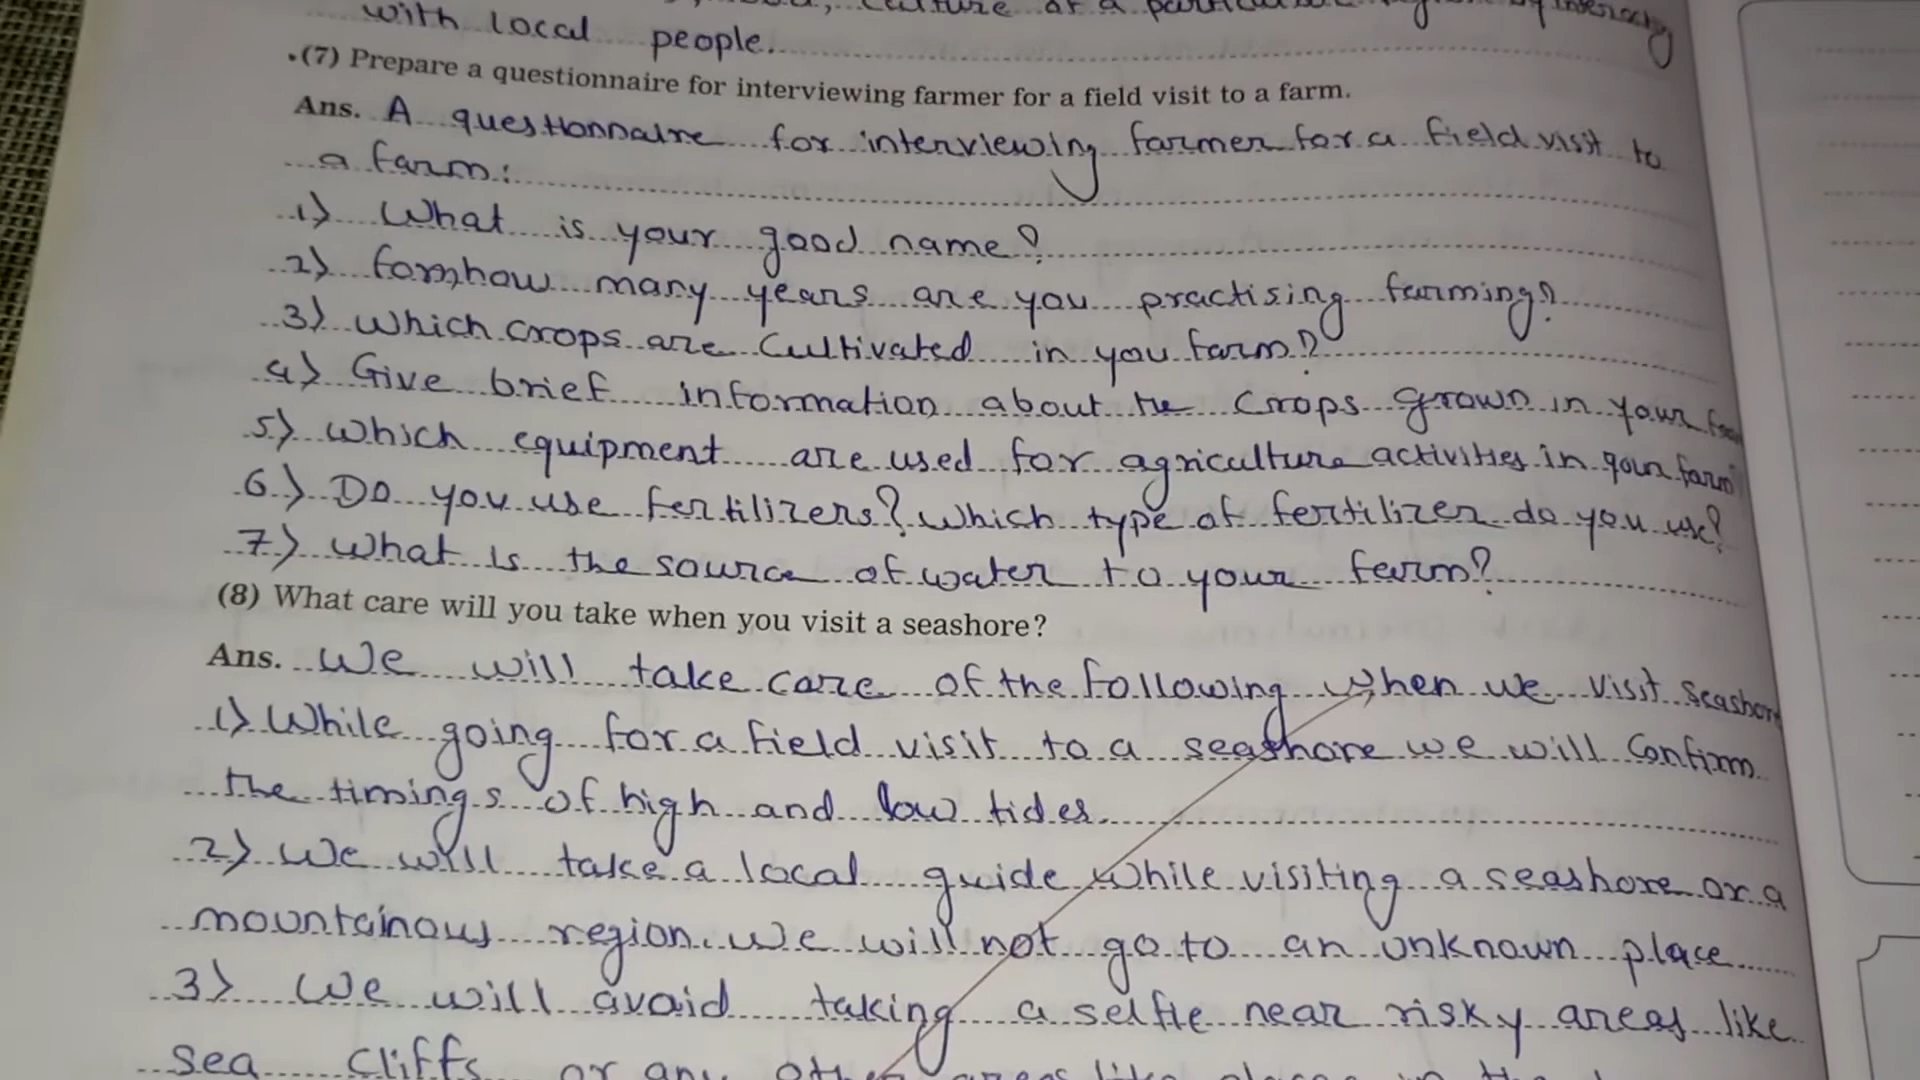 culture of a
with local people.
(7) Prepare a questionnaire for interviewing farmer for a field visit to a farm.
Ans. A questionnaire for interviewing farmer for a field visit to
a farm:
1) What is your good name?
2) how many years are you practising farming?
3) Which crops are cultivated in you farm?
4) Give brief information about the crops grown in your
5) Which equipment are used for agriculture activities in your farm
6) Do you use fertilizers? Which type of fertilizer do you use?
7) What is the source of water to your farm?
(8) What care will you take when you visit a seashore?
Ans. We will take care of the following when we visit seashore
1) While going for a field visit to a seashore we will confirm
the timings of high and low tides.
2) We will take a local guide while visiting a seashore or a
mountainous region. we will not go to an unknown place
3) We will avoid taking a selfie near risky areas like
sea cliffs or any other areas like